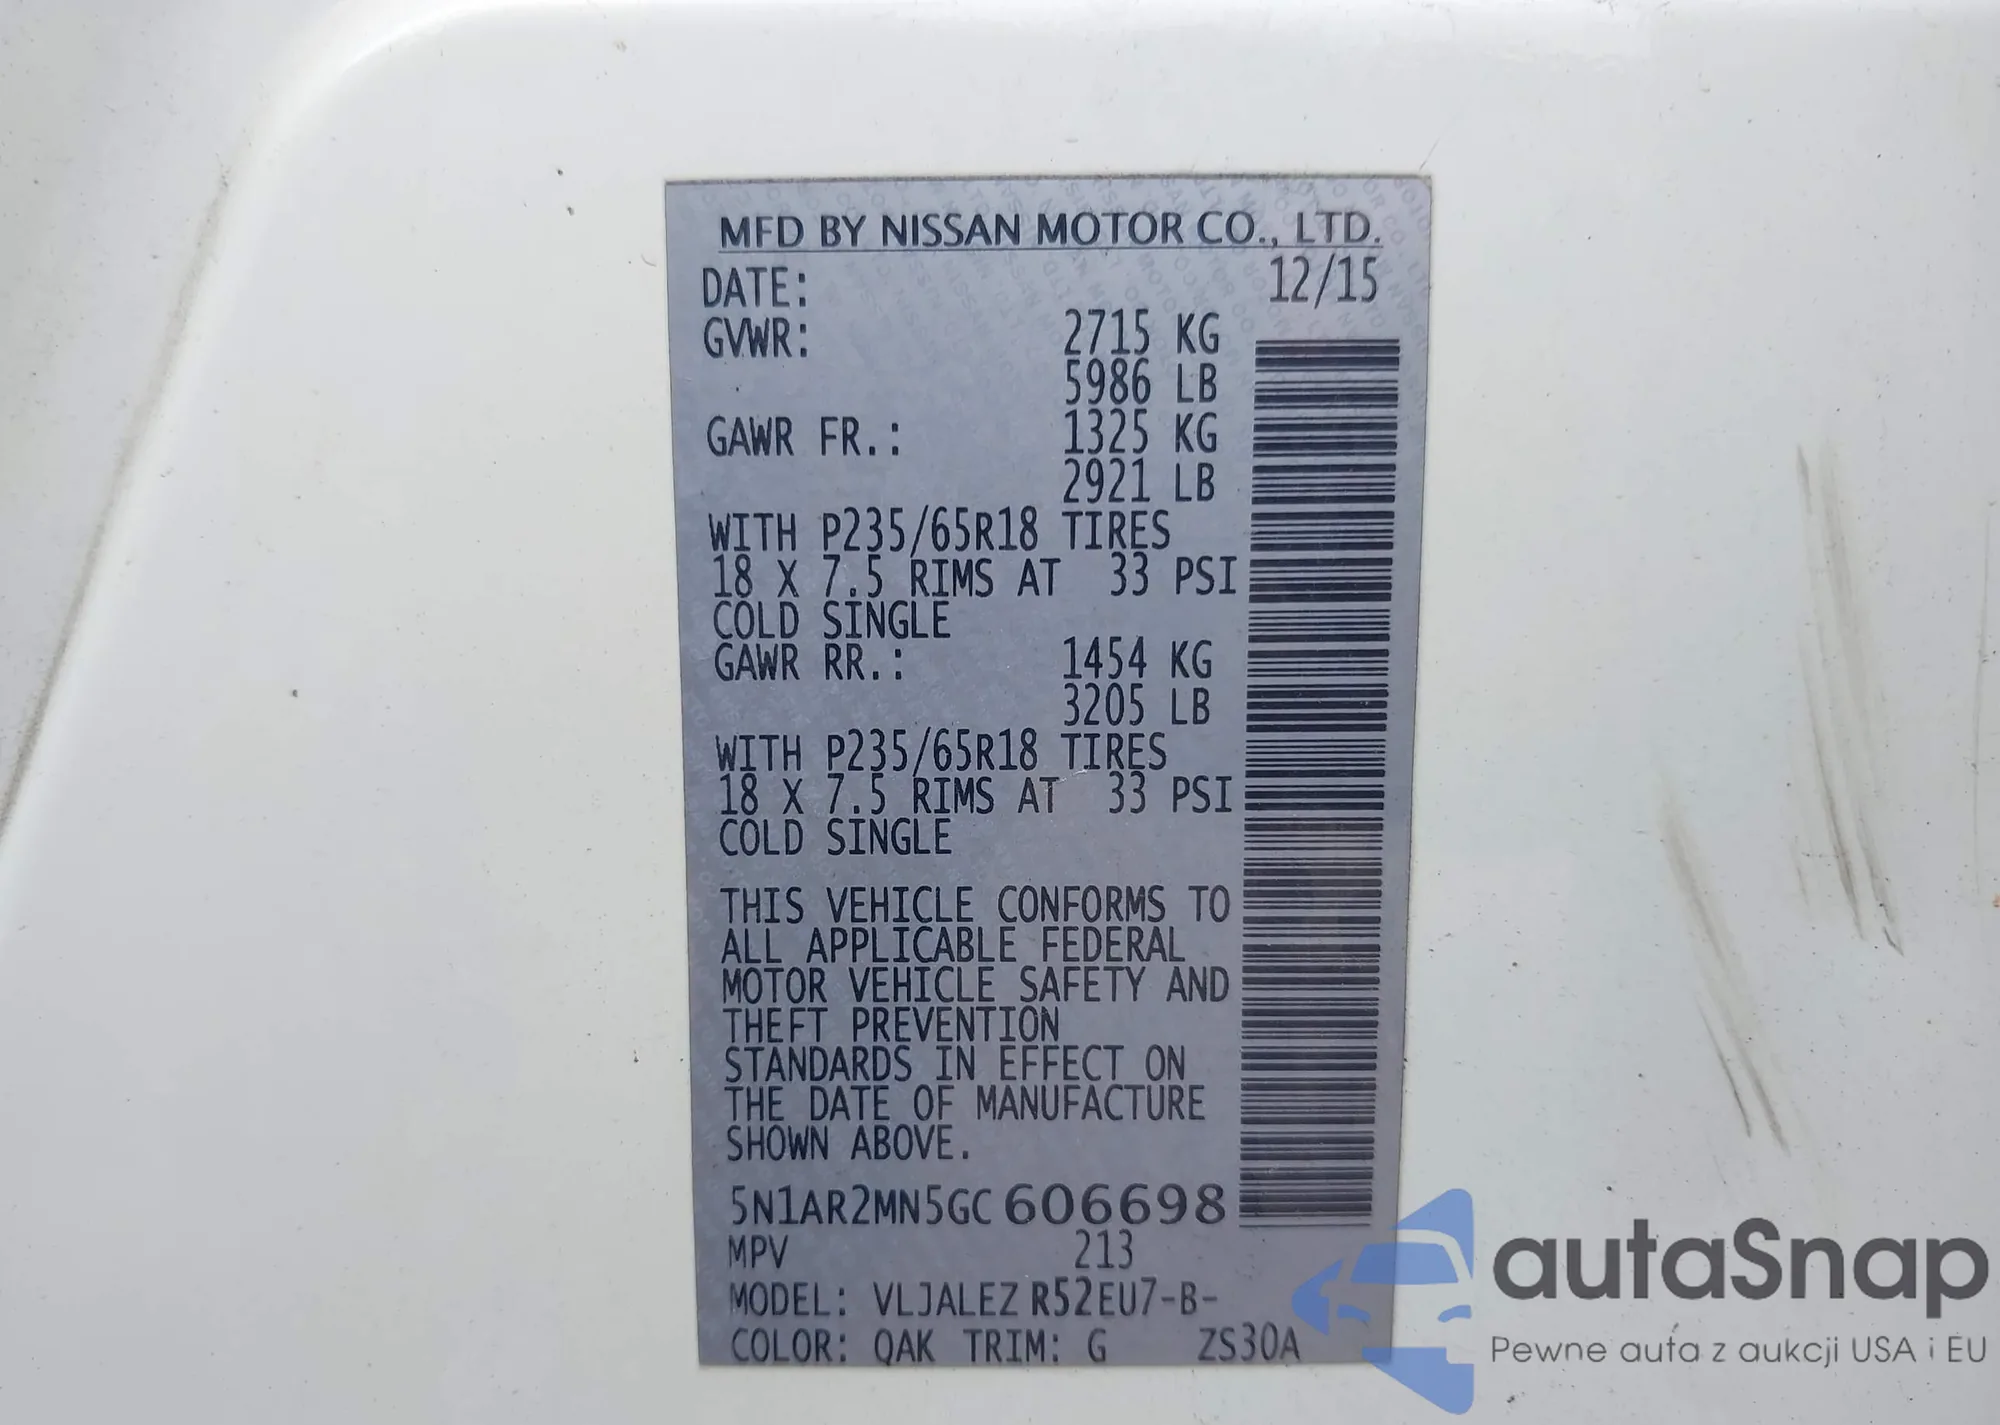 MFD BY NISSAN MOTOR CO., LTD.
DATE: 12/15
GVWR: 2715 KG
5986 LB
GAWR FR.: 1325 KG
2921 LB
WITH P235/65R18 TIRES
18 X 7.5 RIMS AT 33 PSI
COLD SINGLE
GAWR RR.: 1454 KG
3205 LB
WITH P235/65R18 TIRES
18 X 7.5 RIMS AT 33 PSI
COLD SINGLE
THIS VEHICLE CONFORMS TO
ALL APPLICABLE FEDERAL
MOTOR VEHICLE SAFETY AND
THEFT PREVENTION
STANDARDS IN EFFECT ON
THE DATE OF MANUFACTURE
SHOWN ABOVE.
5N1AR2MN5GC606698
MPV 213
MODEL: VLJALEZ R52EU7-B-
COLOR: QAK TRIM: G ZS30A
autaSnap
Pewne auta z aukcji USA i EU